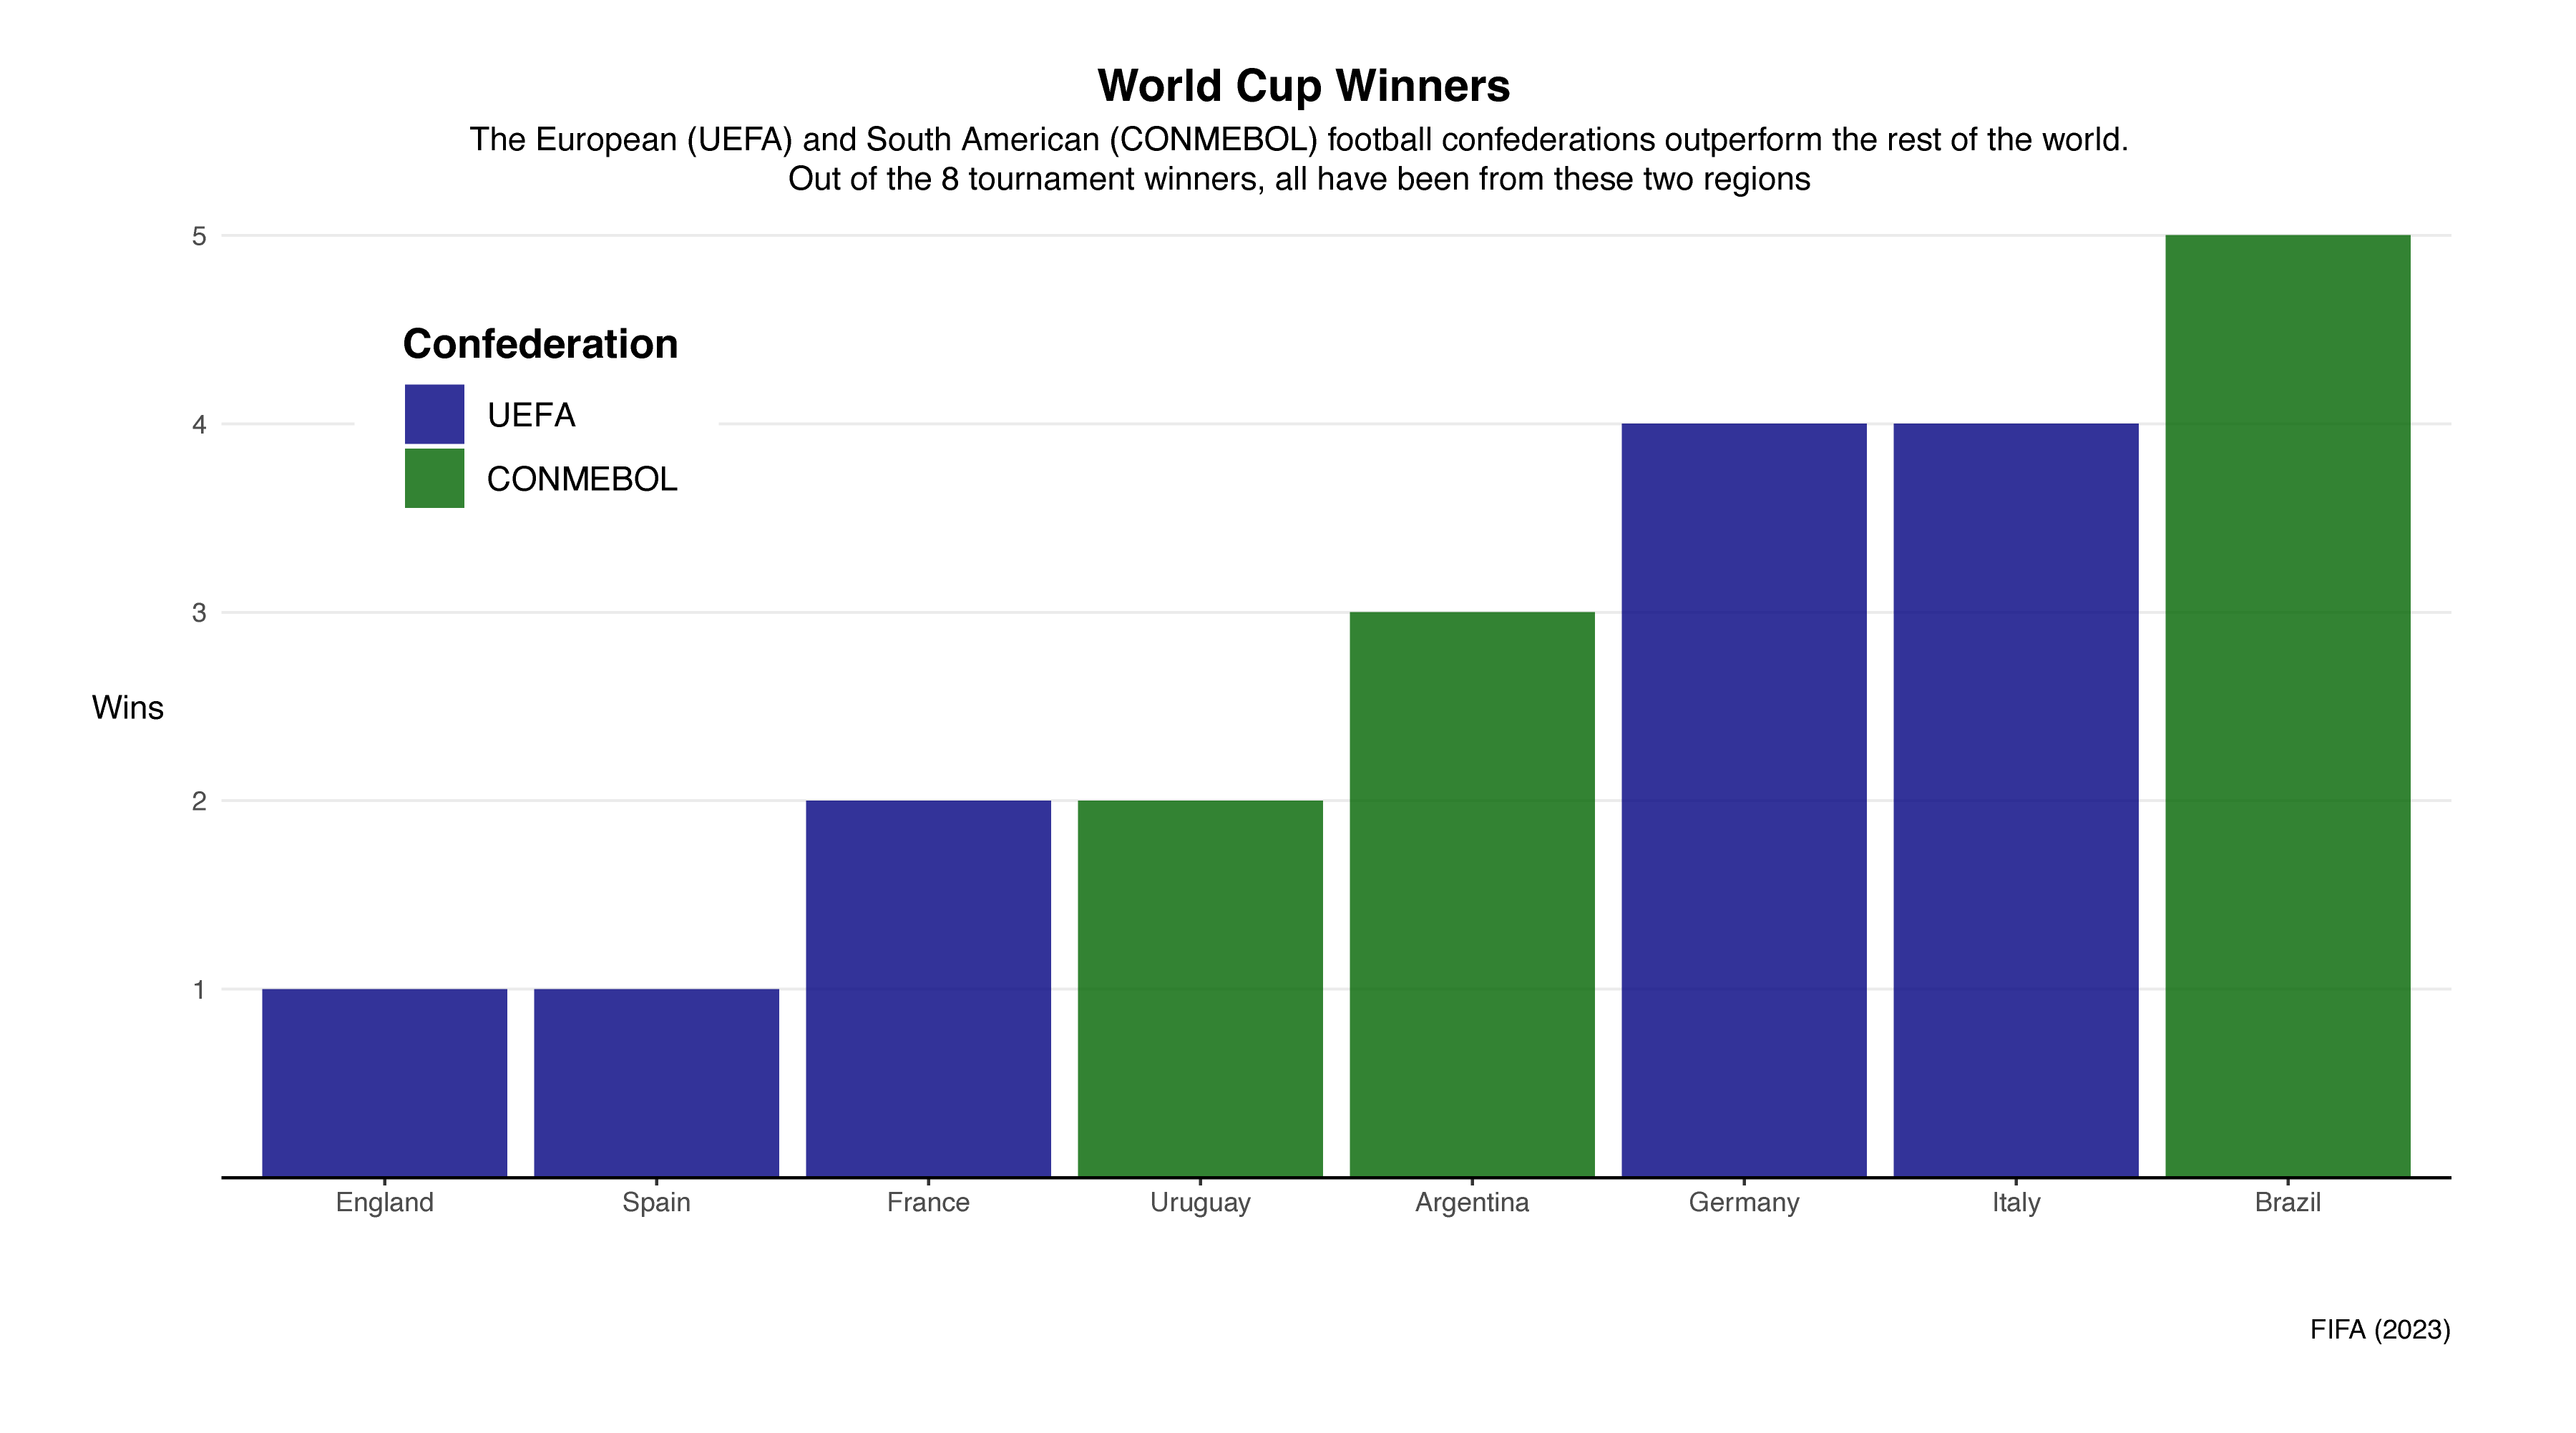 World Cup Winners
The European (UEFA) and South American (CONMEBOL) football confederations outperform the rest of the world.
Out of the 8 tournament winners, all have been from these two regions
5
Confederation
UEFA
4
CONMEBOL
3
Wins
2
1
England Spain France Uruguay Argentina Germany Italy Brazil
FIFA (2023)